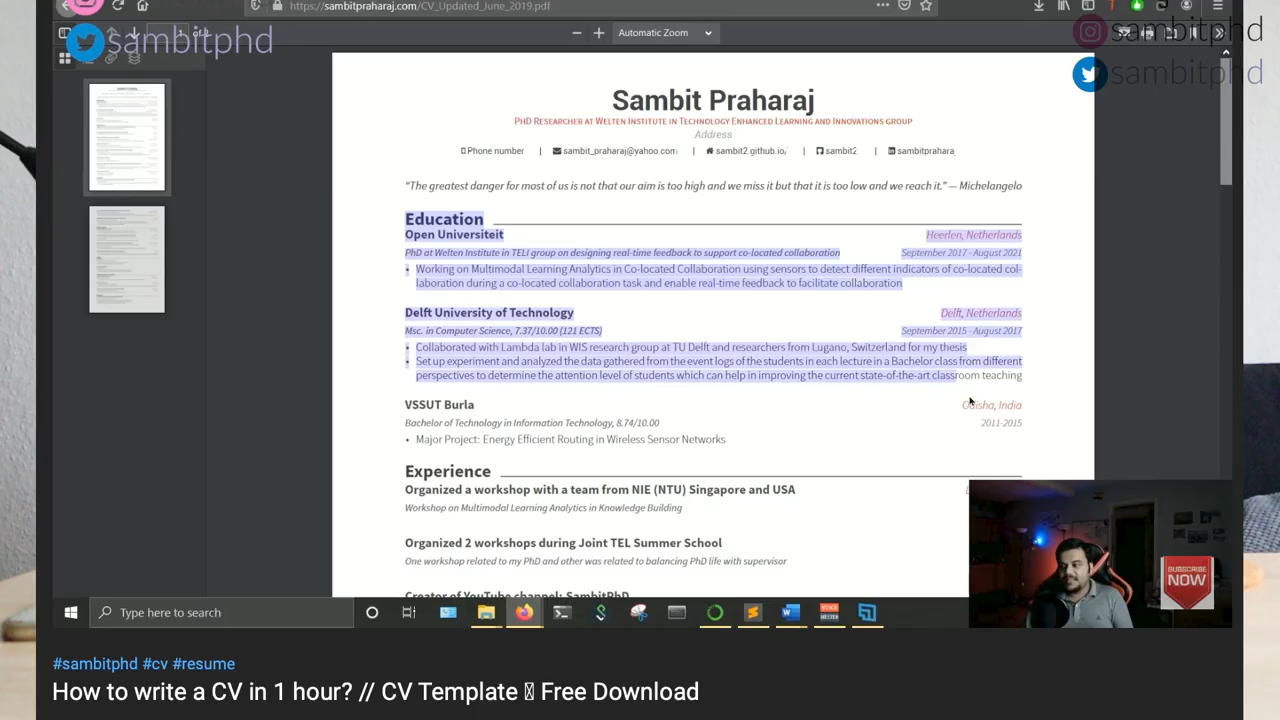 https://sambitpraharaj.com/CV_Updated_June_2019.pdf
sambitphd
sambitphd
sambitphd
Automatic Zoom
Sambit Praharaj
PhD Researcher at Welten Institute in Technology Enhanced Learning and Innovations group
Address
Phone number | sambit_praharaj@yahoo.com | sambit2.github.io/ | sambit2 | sambitprahara
“The greatest danger for most of us is not that our aim is too high and we miss it but that it is too low and we reach it.” — Michelangelo
Education
Open Universiteit Heerlen, Netherlands
PhD at Welten Institute in TELI group on designing real-time feedback to support co-located collaboration September 2017 - August 2021
• Working on Multimodal Learning Analytics in Co-located Collaboration using sensors to detect different indicators of co-located col-
laboration during a co-located collaboration task and enable real-time feedback to facilitate collaboration
Delft University of Technology Delft, Netherlands
Msc. in Computer Science, 7.37/10.00 (121 ECTS) September 2015 - August 2017
• Collaborated with Lambda lab in WIS research group at TU Delft and researchers from Lugano, Switzerland for my thesis
• Set up experiment and analyzed the data gathered from the event logs of the students in each lecture in a Bachelor class from different
perspectives to determine the attention level of students which can help in improving the current state-of-the-art classroom teaching
VSSUT Burla Odisha, India
Bachelor of Technology in Information Technology, 8.74/10.00 2011-2015
• Major Project: Energy Efficient Routing in Wireless Sensor Networks
Experience
Organized a workshop with a team from NIE (NTU) Singapore and USA
Workshop on Multimodal Learning Analytics in Knowledge Building
Organized 2 workshops during Joint TEL Summer School
One workshop related to my PhD and other was related to balancing PhD life with supervisor
Creator of YouTube channel: SambitPhD
SUBSCRIBE
NOW
Type here to search
#sambitphd #cv #resume
How to write a CV in 1 hour? // CV Template Free Download